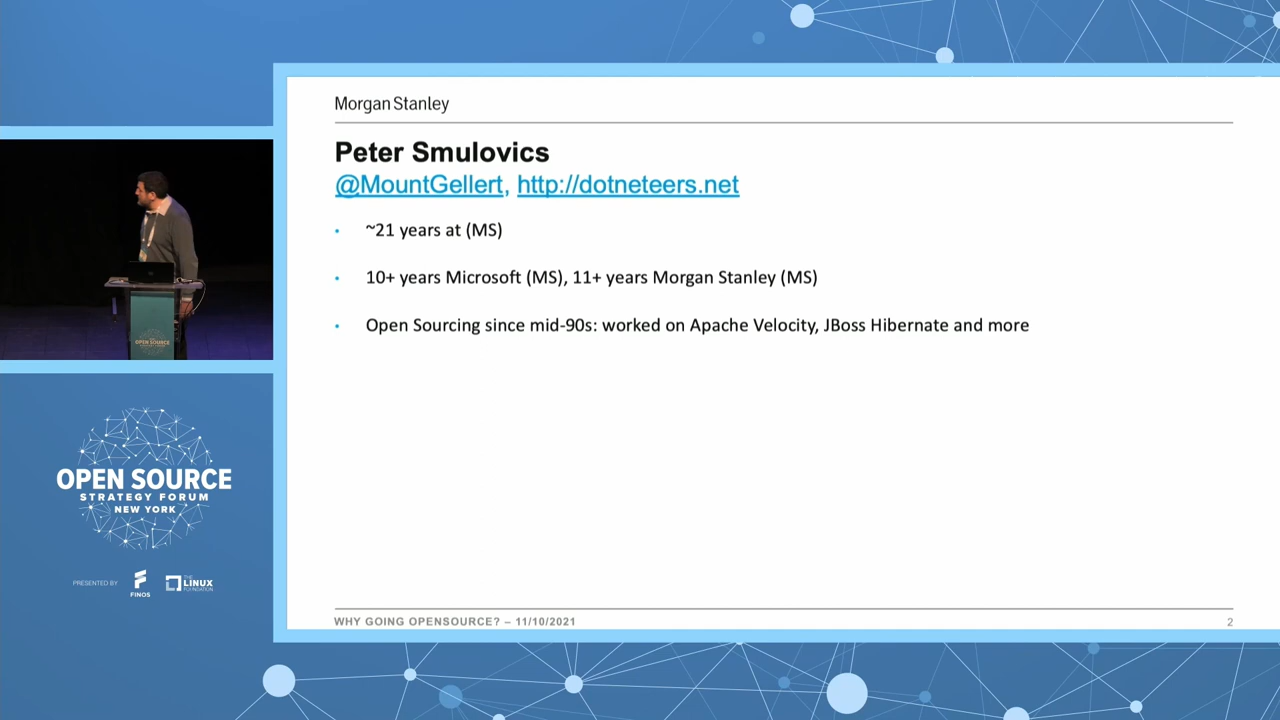 Morgan Stanley
Peter Smulovics
@MountGellert, http://dotneteers.net
• ~21 years at (MS)
• 10+ years Microsoft (MS), 11+ years Morgan Stanley (MS)
• Open Sourcing since mid-90s: worked on Apache Velocity, JBoss Hibernate and more
WHY GOING OPENSOURCE? – 11/10/2021
2
OPEN SOURCE
OPEN SOURCE
STRATEGY FORUM
NEW YORK
PRESENTED BY
FINOS
THE
LINUX
FOUNDATION